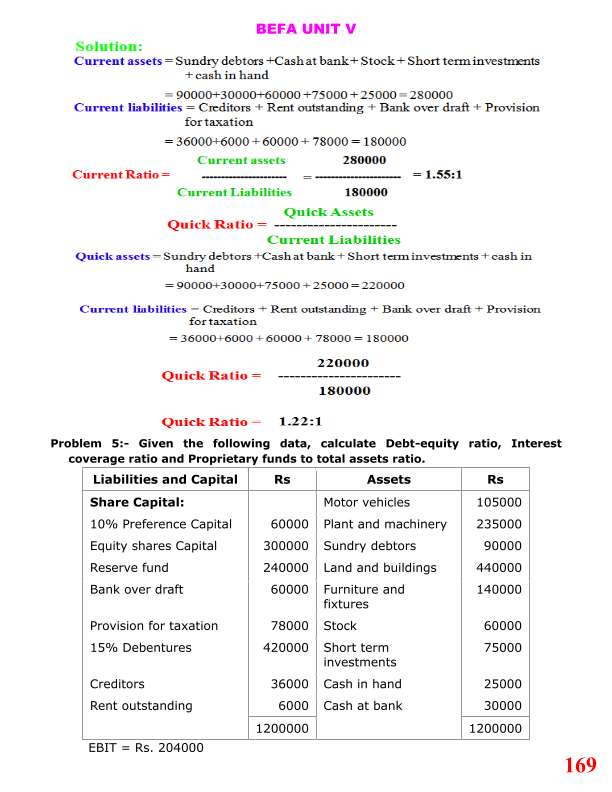 BEFA UNIT V
Solution:
Current assets = Sundry debtors +Cash at bank + Stock + Short term investments
+ cash in hand
= 90000+30000+60000 +75000 + 25000 = 280000
Current liabilities = Creditors + Rent outstanding + Bank over draft + Provision
for taxation
= 36000+6000 + 60000 + 78000 = 180000
Current assets 280000
Current Ratio = ---------------------- = ---------------------- = 1.55:1
Current Liabilities 180000
Quick Assets
Quick Ratio = ----------------------
Current Liabilities
Quick assets = Sundry debtors +Cash at bank + Short term investments + cash in
hand
= 90000+30000+75000 + 25000 = 220000
Current liabilities = Creditors + Rent outstanding + Bank over draft + Provision
for taxation
= 36000+6000 + 60000 + 78000 = 180000
220000
Quick Ratio = ----------------------
180000
Quick Ratio = 1.22:1
Problem 5:- Given the following data, calculate Debt-equity ratio, Interest
coverage ratio and Proprietary funds to total assets ratio.
Liabilities and Capital Rs Assets Rs
Share Capital: Motor vehicles 105000
10% Preference Capital 60000 Plant and machinery 235000
Equity shares Capital 300000 Sundry debtors 90000
Reserve fund 240000 Land and buildings 440000
Bank over draft 60000 Furniture and 140000
fixtures
Provision for taxation 78000 Stock 60000
15% Debentures 420000 Short term 75000
investments
Creditors 36000 Cash in hand 25000
Rent outstanding 6000 Cash at bank 30000
1200000 1200000
EBIT = Rs. 204000
169